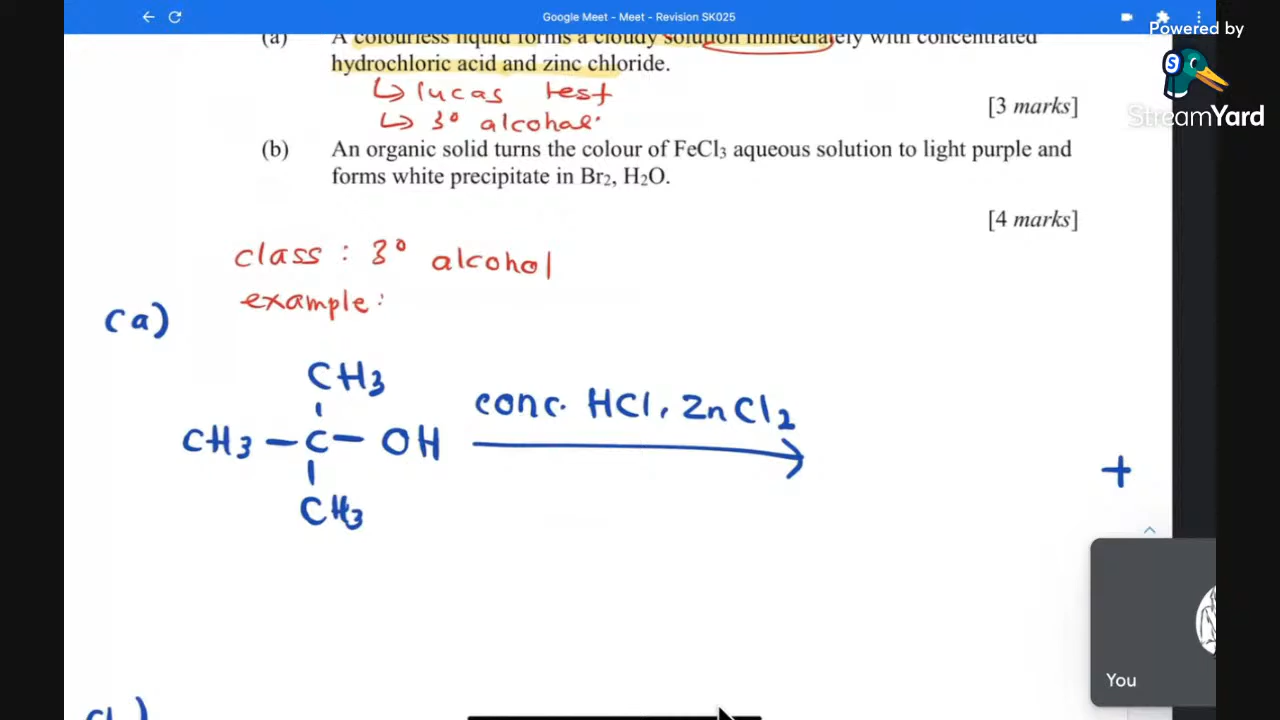 Google Meet - Meet - Revision SK025
Powered by
StreamYard
(a) A colourless liquid forms a cloudy solution immediately with concentrated
hydrochloric acid and zinc chloride.
↳ lucas test
[3 marks]
↳ 3° alcohol
(b) An organic solid turns the colour of FeCl₃ aqueous solution to light purple and
forms white precipitate in Br₂, H₂O.
[4 marks]
class : 3° alcohol
example :
(a)
CH₃
CH₃ – C – OH conc. HCl, ZnCl₂ → +
CH₃
You